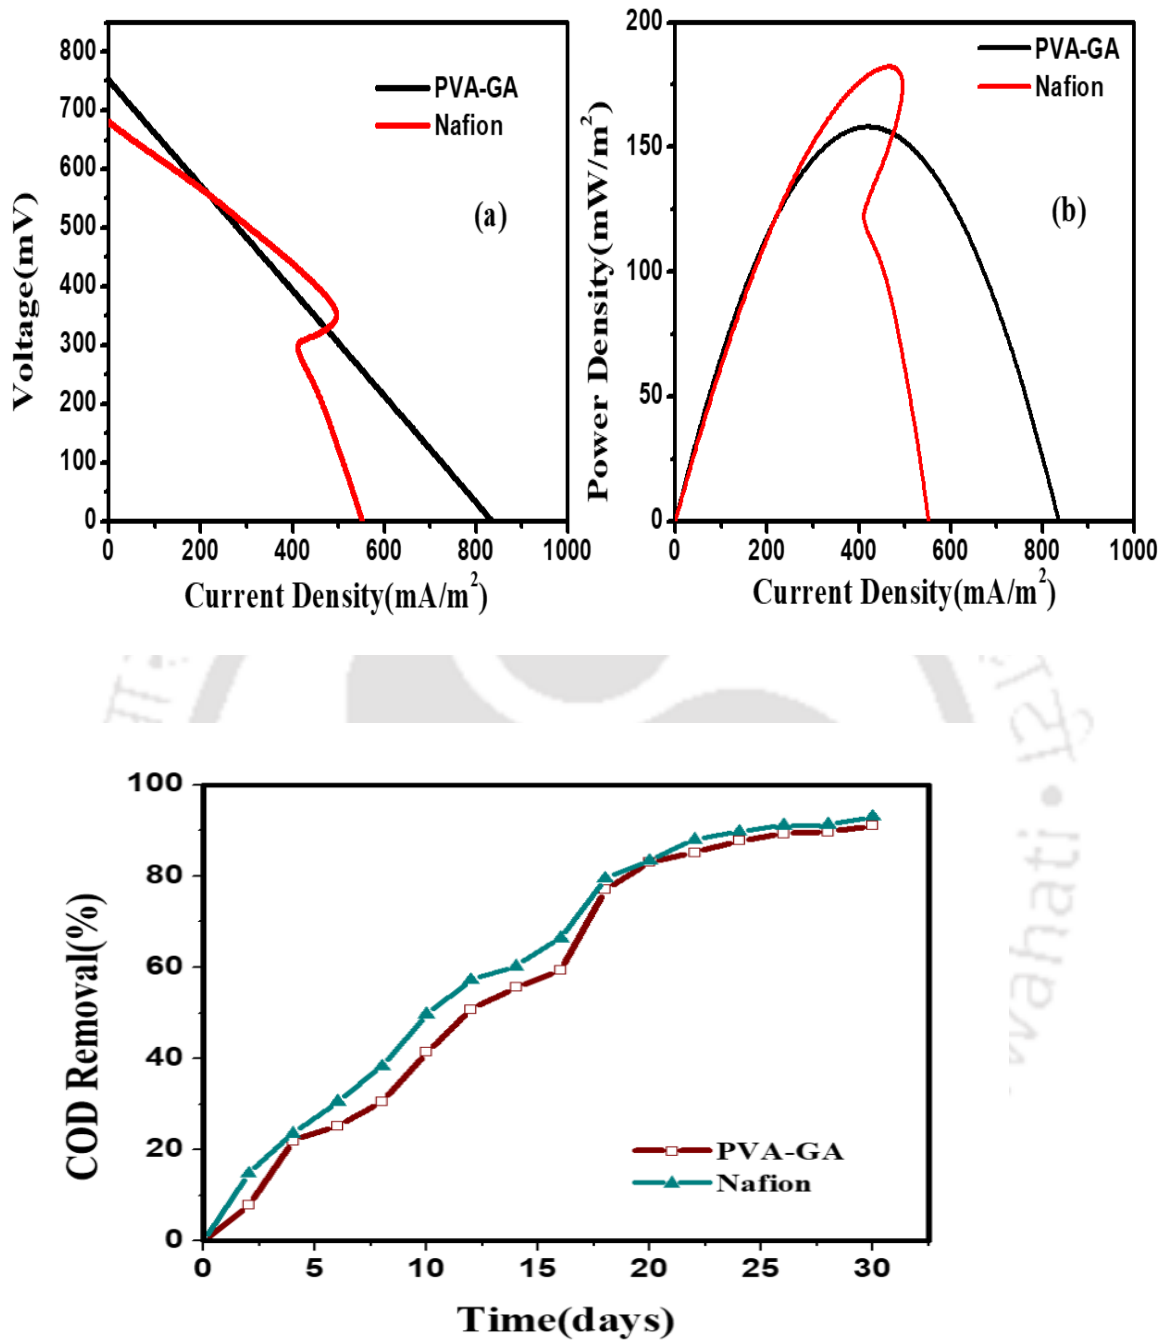 800
700
600
500
400
300
200
100
0
Voltage(mV)
PVA-GA
Nafion
(a)
0 200 400 600 800 1000
Current Density(mA/m²)
200
150
100
50
0
Power Density(mW/m²)
PVA-GA
Nafion
(b)
0 200 400 600 800 1000
Current Density(mA/m²)
100
80
60
40
20
0
COD Removal(%)
PVA-GA
Nafion
0 5 10 15 20 25 30
Time(days)
wahati